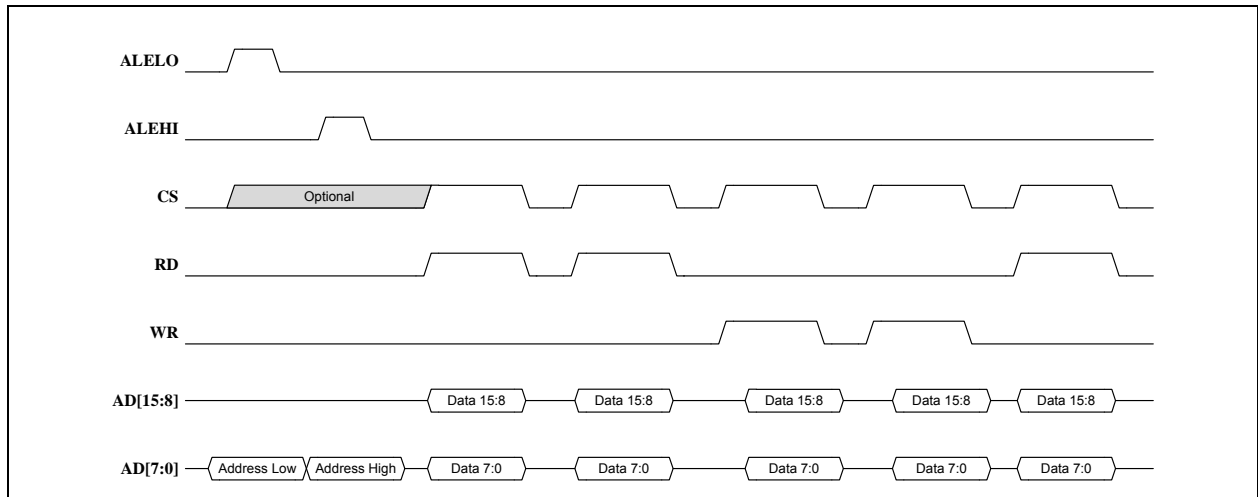 ALELO
ALEHI
CS
Optional
RD
WR
AD[15:8] Data 15:8 Data 15:8 Data 15:8 Data 15:8 Data 15:8
AD[7:0] Address Low Address High Data 7:0 Data 7:0 Data 7:0 Data 7:0 Data 7:0